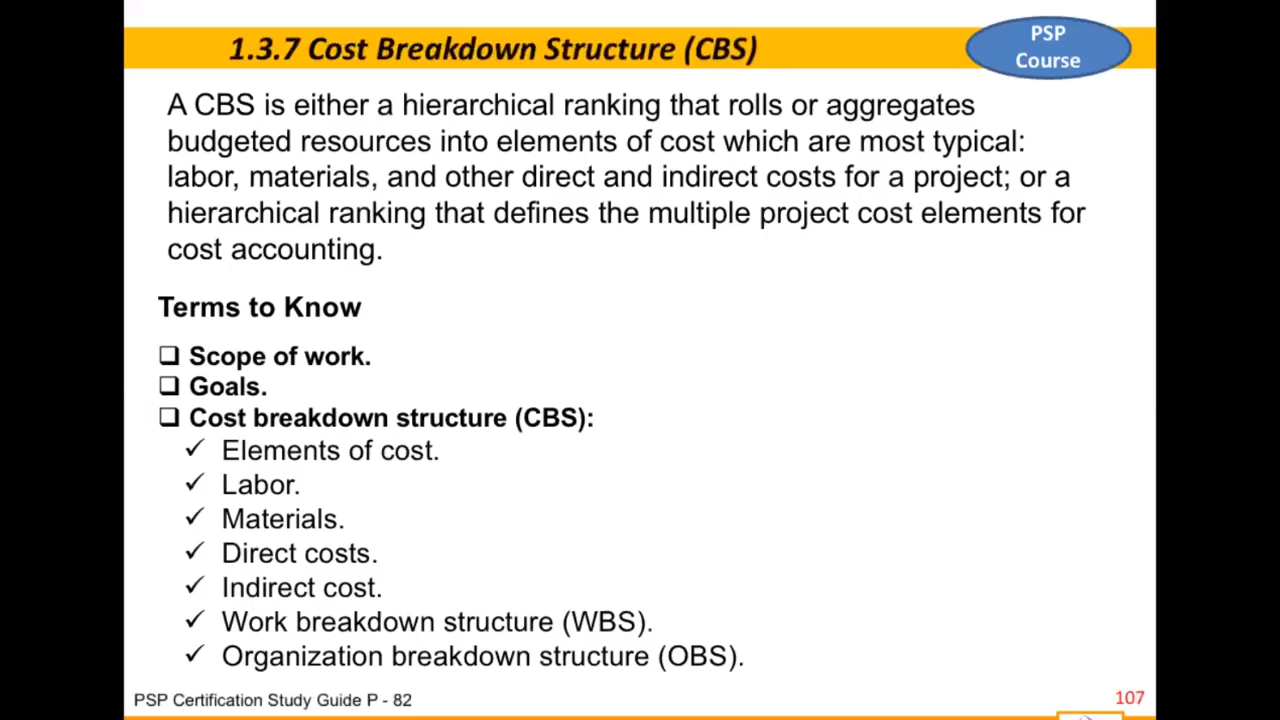 1.3.7 Cost Breakdown Structure (CBS)
PSP
Course
A CBS is either a hierarchical ranking that rolls or aggregates
budgeted resources into elements of cost which are most typical:
labor, materials, and other direct and indirect costs for a project; or a
hierarchical ranking that defines the multiple project cost elements for
cost accounting.
Terms to Know
❑ Scope of work.
❑ Goals.
❑ Cost breakdown structure (CBS):
✓ Elements of cost.
✓ Labor.
✓ Materials.
✓ Direct costs.
✓ Indirect cost.
✓ Work breakdown structure (WBS).
✓ Organization breakdown structure (OBS).
PSP Certification Study Guide P - 82
107